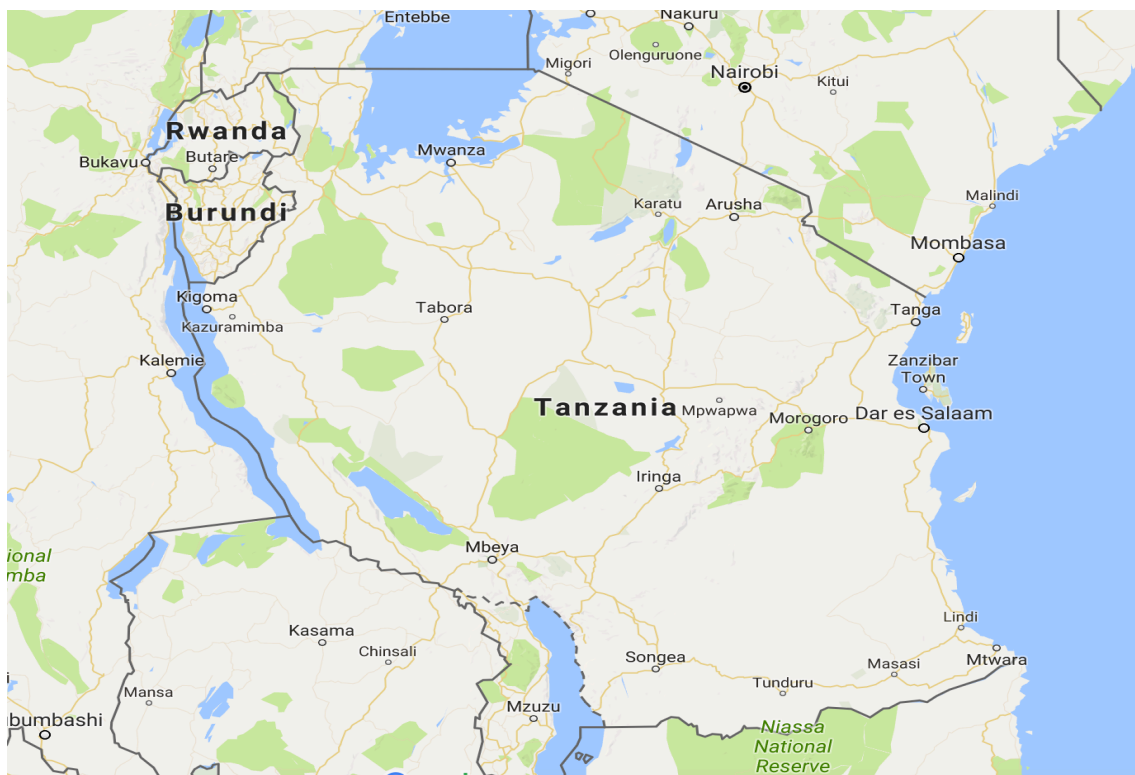 Entebbe
Nakuru
Olenguruone
Migori
Nairobi
Kitui
Rwanda
Bukavu
Butare
Mwanza
Burundi
Karatu
Arusha
Malindi
Mombasa
Kigoma
Kazuramimba
Tabora
Tanga
Kalemie
Zanzibar
Town
Tanzania
Mpwapwa
Morogoro
Dar es Salaam
Iringa
Mbeya
ional
mba
Kasama
Chinsali
Lindi
Songea
Masasi
Mtwara
Mansa
Tunduru
bumbashi
Mzuzu
Niassa
National
Reserve